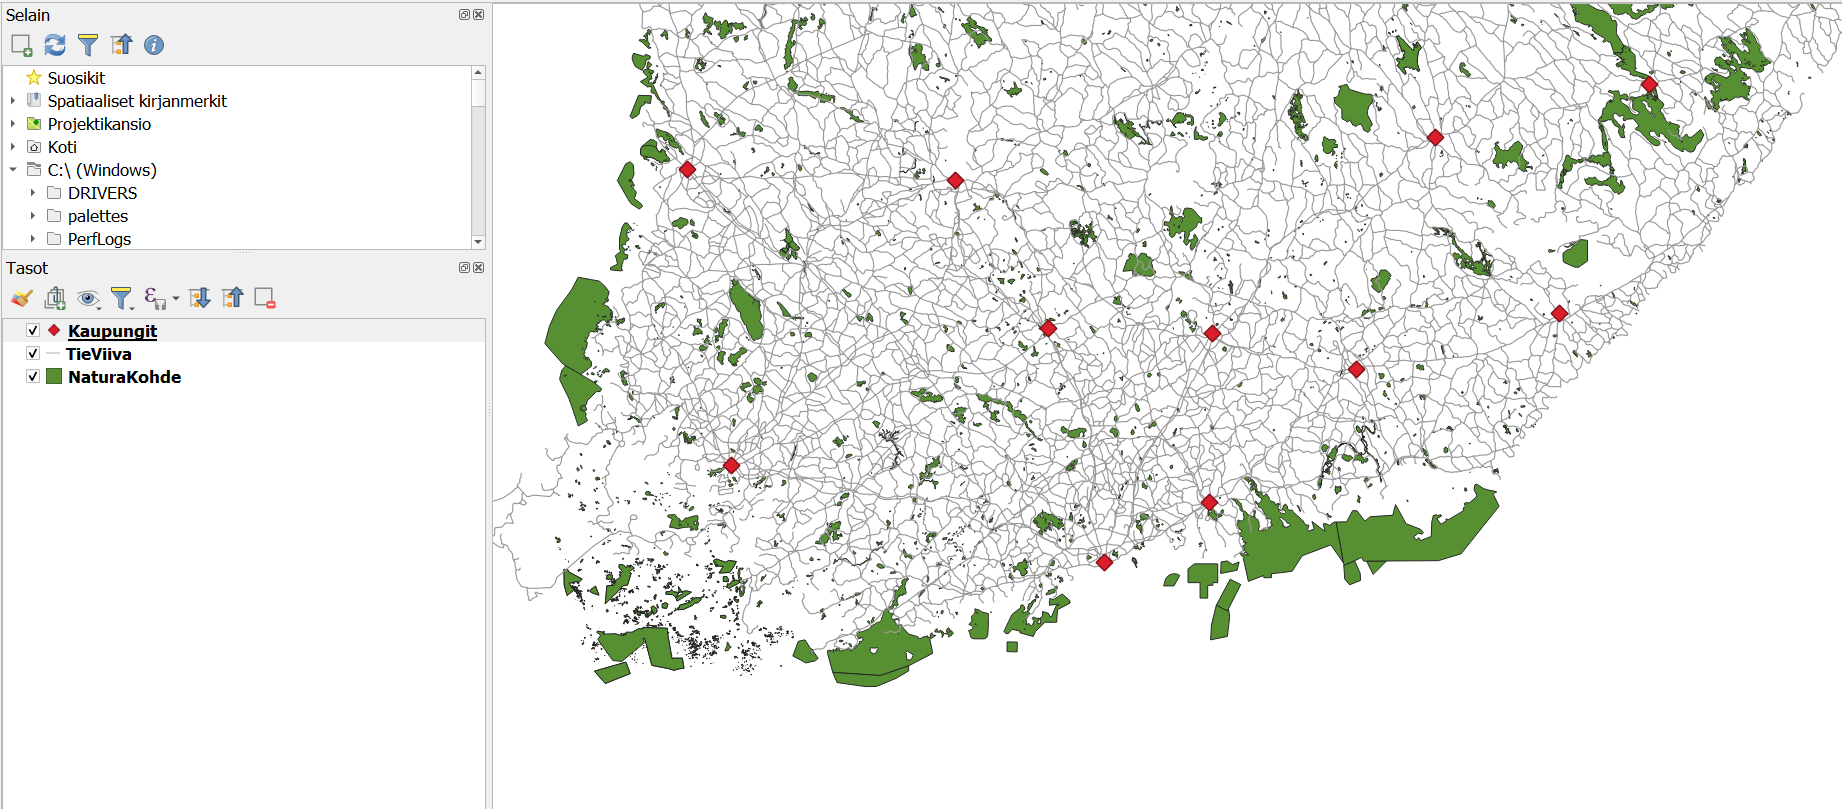 Selain
Suosikit
Spatiaaliset kirjanmerkit
Projektikansio
Koti
C:\ (Windows)
DRIVERS
palettes
PerfLogs
Tasot
Kaupungit
TieViiva
NaturaKohde